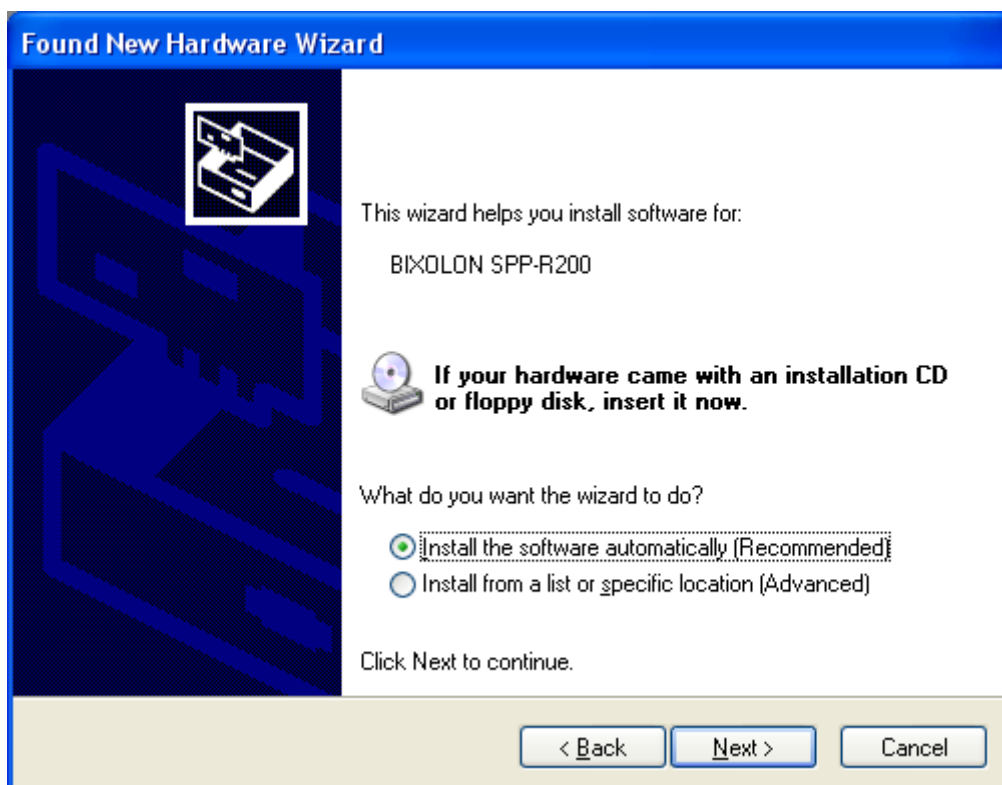 Found New Hardware Wizard
This wizard helps you install software for:
BIXOLON SPP-R200
If your hardware came with an installation CD
or floppy disk, insert it now.
What do you want the wizard to do?
Install the software automatically (Recommended)
Install from a list or specific location (Advanced)
Click Next to continue.
< Back
Next >
Cancel